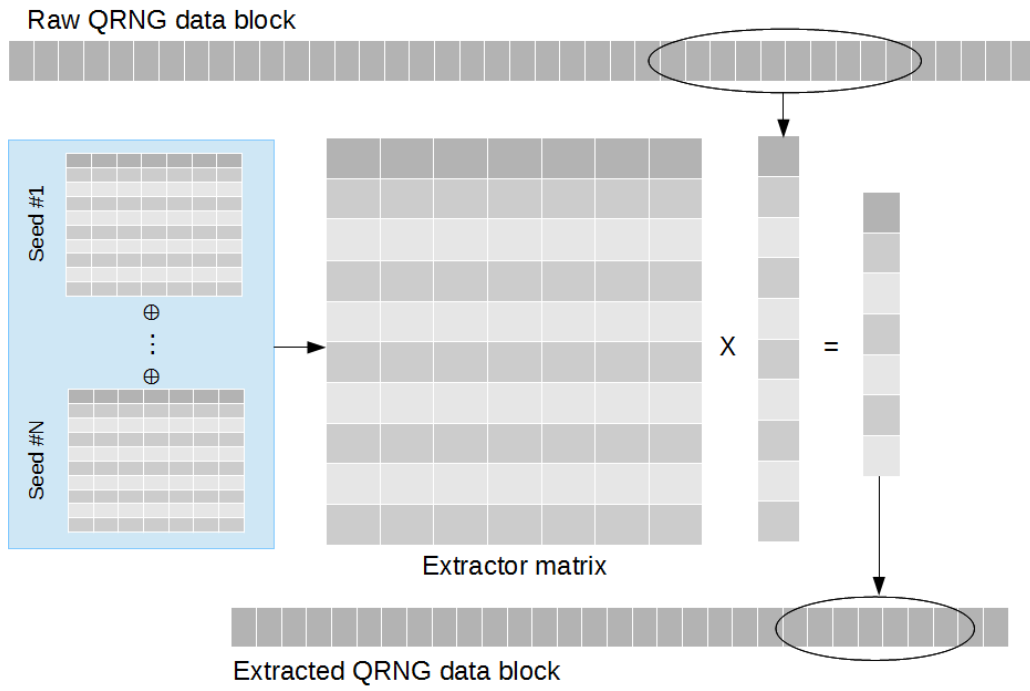 Raw QRNG data block
Seed #1
⊕
⋮
⊕
Seed #N
X
=
Extractor matrix
Extracted QRNG data block